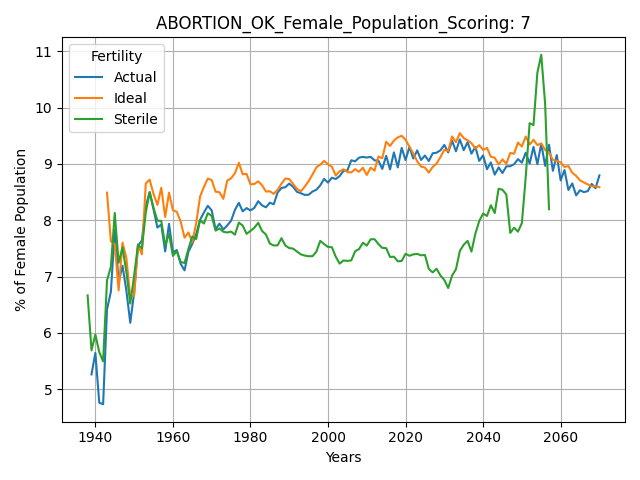 ABORTION_OK_Female_Population_Scoring: 7
Fertility
Actual
Ideal
Sterile
% of Female Population
11
10
9
8
7
6
5
1940 1960 1980 2000 2020 2040 2060
Years